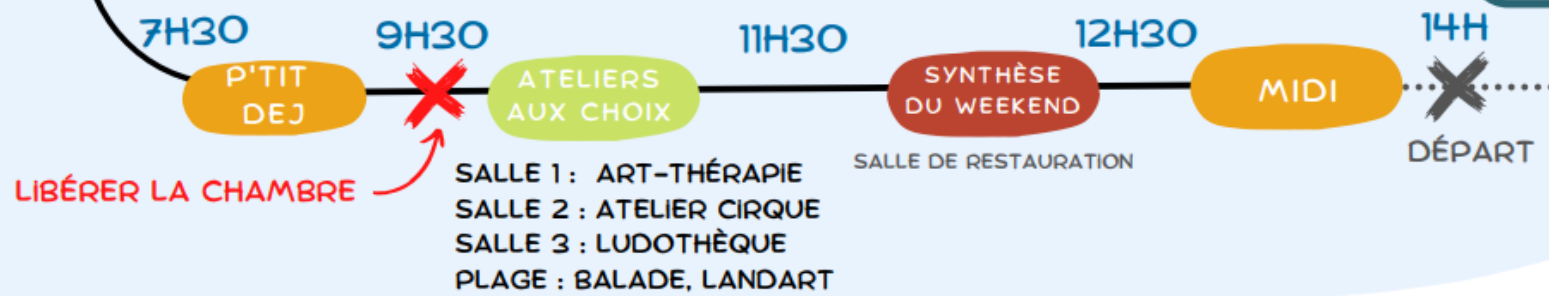 7H30
P'TIT
DEJ
9H30
LIBÉRER LA CHAMBRE
ATELIERS
AUX CHOIX
SALLE 1 : ART-THÉRAPIE
SALLE 2 : ATELIER CIRQUE
SALLE 3 : LUDOTHÈQUE
PLAGE : BALADE, LANDART
11H30
SYNTHÈSE
DU WEEKEND
SALLE DE RESTAURATION
12H30
MIDI
14H
DÉPART